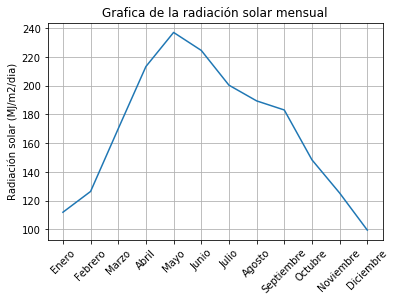 Grafica de la radiación solar mensual
Radiación solar (MJ/m2/dia)
240
220
200
180
160
140
120
100
Enero
Febrero
Marzo
Abril
Mayo
Junio
Julio
Agosto
Septiembre
Octubre
Noviembre
Diciembre